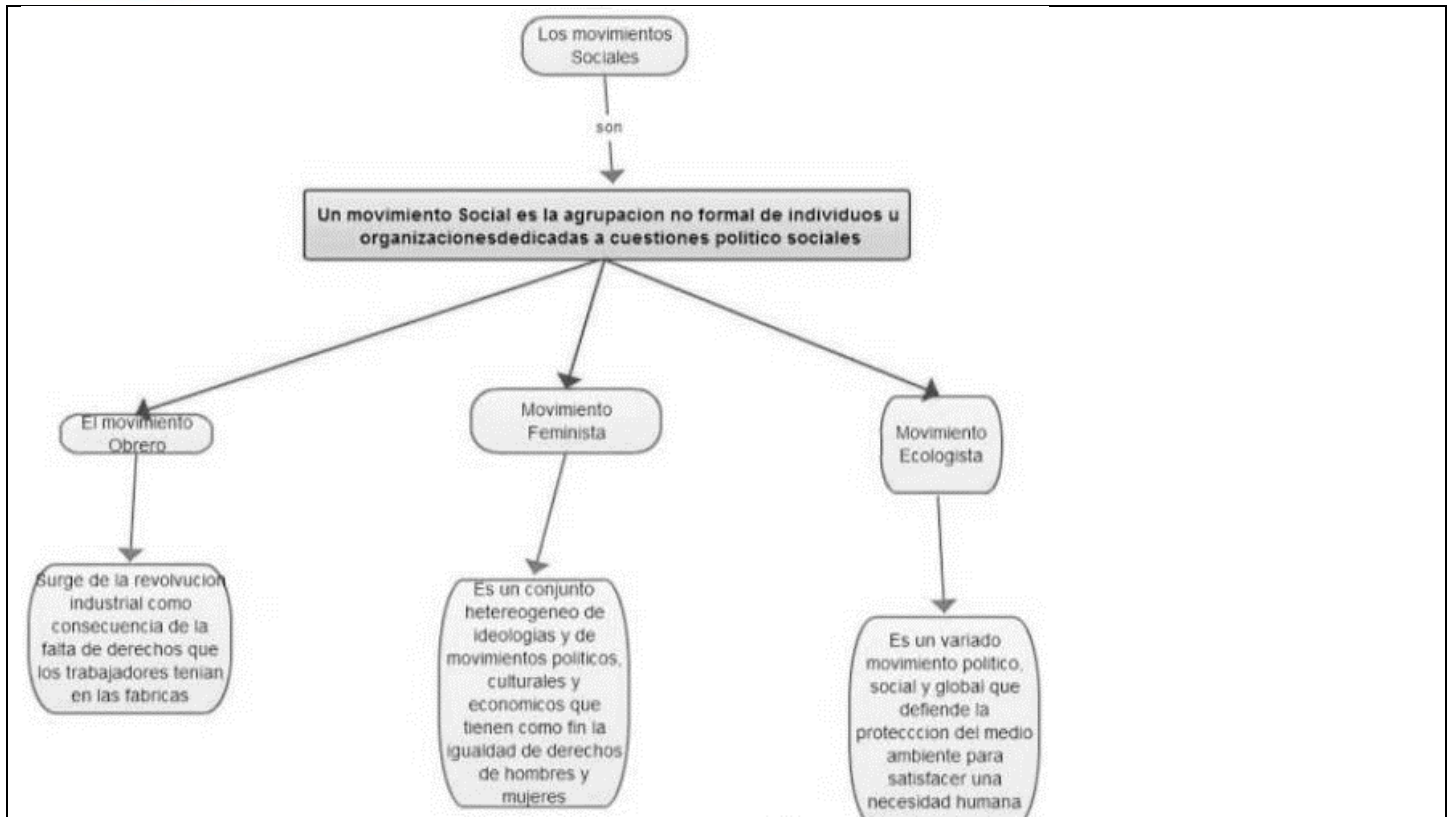 Los movimientos
Sociales
son
Un movimiento Social es la agrupacion no formal de individuos u
organizacionesdedicadas a cuestiones politico sociales
El movimiento
Obrero
Movimiento
Feminista
Movimiento
Ecologista
Surge de la revolvucion
industrial como
consecuencia de la
falta de derechos que
los trabajadores tenian
en las fabricas
Es un conjunto
hetereogeneo de
ideologias y de
movimientos politicos,
culturales y
economicos que
tienen como fin la
igualdad de derechos
de hombres y
mujeres
Es un variado
movimiento politico,
social y global que
defiende la
protecccion del medio
ambiente para
satisfacer una
necesidad humana